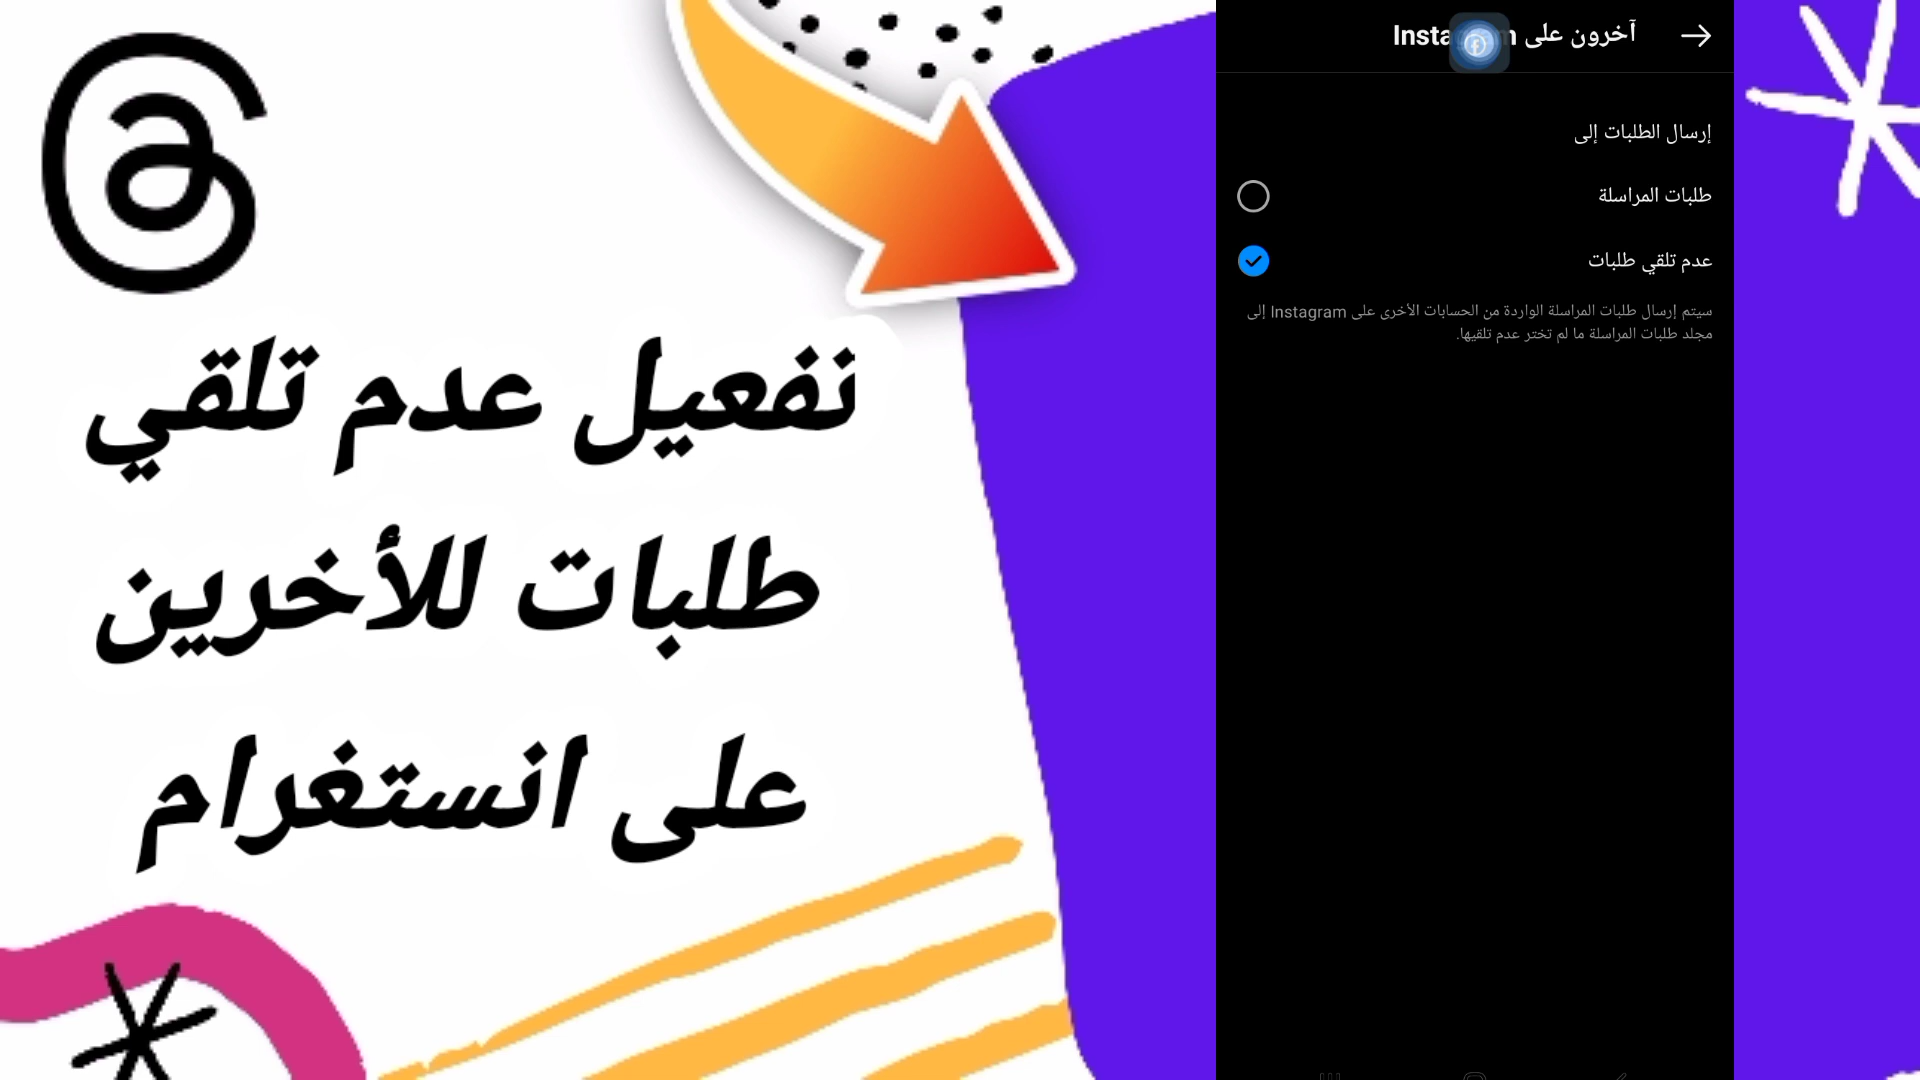 نفعيل عدم تلقي
طلبات للأخرين
على انستغرام
آخرون على Instagram
إرسال الطلبات إلى
طلبات المراسلة
عدم تلقي طلبات
سيتم إرسال طلبات المراسلة الواردة من الحسابات الأخرى على Instagram إلى
مجلد طلبات المراسلة ما لم تختر عدم تلقيها.